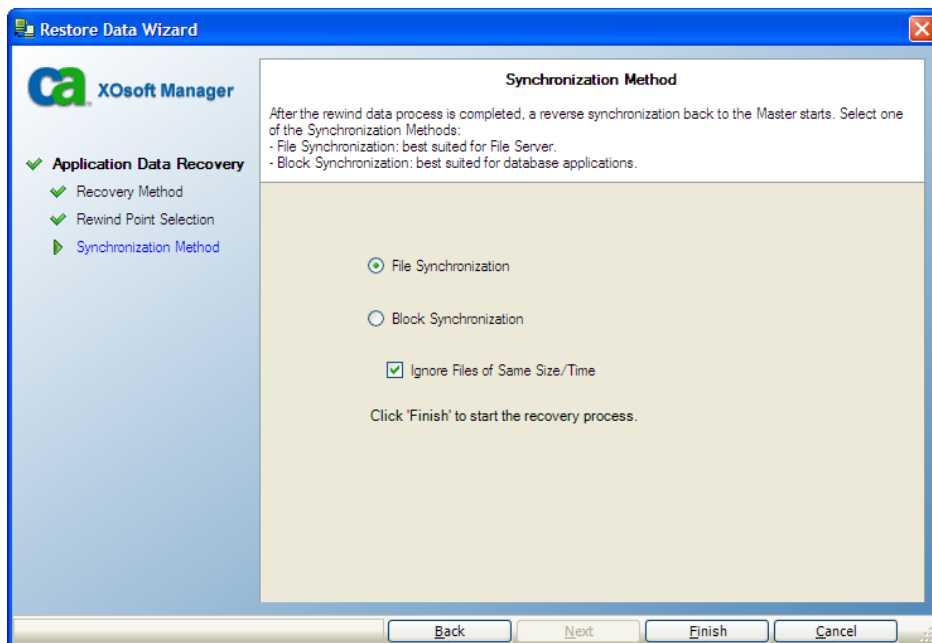 Restore Data Wizard
ca XOsoft Manager
Application Data Recovery
Recovery Method
Rewind Point Selection
Synchronization Method
Synchronization Method
After the rewind data process is completed, a reverse synchronization back to the Master starts. Select one
of the Synchronization Methods:
- File Synchronization: best suited for File Server.
- Block Synchronization: best suited for database applications.
File Synchronization
Block Synchronization
Ignore Files of Same Size/Time
Click 'Finish' to start the recovery process.
Back
Next
Finish
Cancel